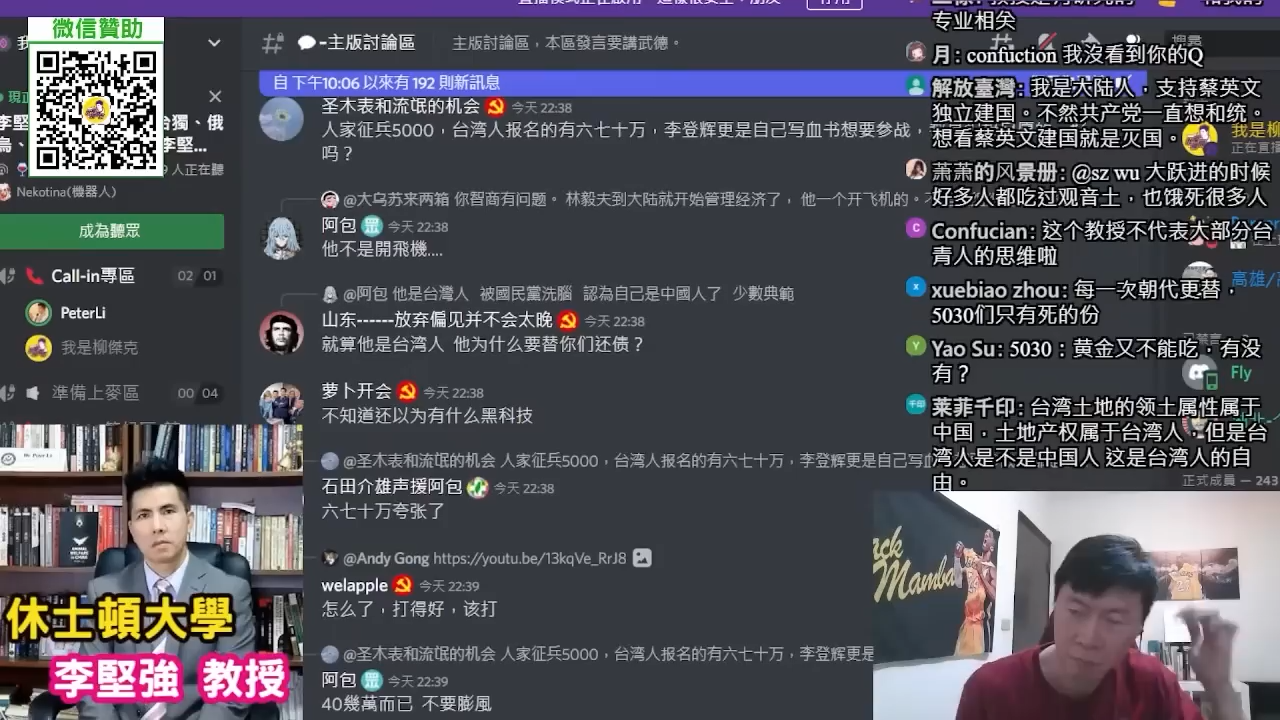 微信贊助
Nekotina(機器人)
成為聽眾
Call-in專區
02 01
PeterLi
我是柳傑克
準備上麥區
00 04
休士頓大學
李堅強 教授
-主版討論區
主版討論區，本區發言要講武德。
自 下午10:06 以來有 192 則新訊息
圣木表和流氓的机会 今天 22:38
人家征兵5000，台湾人报名的有六七十万，李登辉更是自己写血书想要参战，
吗？
@大乌苏来两箱 你智商有问题。 林毅夫到大陆就开始管理经济了， 他一个开飞机的。
阿包 眾 今天 22:38
他不是開飛機....
@阿包 他是台灣人 被國民黨洗腦 認為自己是中國人了 少數典範
山东------放弃偏见并不会太晚 今天 22:38
就算他是台湾人 他为什么要替你们还债？
萝卜开会 今天 22:38
不知道还以为有什么黑科技
@圣木表和流氓的机会 人家征兵5000，台湾人报名的有六七十万，李登辉更是自己写血
石田介雄声援阿包 今天 22:38
六七十万夸张了
@Andy Gong https://youtu.be/13kqVe_RrJ8
welapple 今天 22:39
怎么了，打得好，该打
@圣木表和流氓的机会 人家征兵5000，台湾人报名的有六七十万，李登辉更是
阿包 眾 今天 22:39
40幾萬而已 不要膨風
专业相关
月: confuction 我沒看到你的Q
解放臺灣: 我是大陆人，支持蔡英文
独立建国。不然共产党一直想和统。
想看蔡英文建国就是灭国。
萧萧的风景册: @sz wu 大跃进的时候
好多人都吃过观音土，也饿死很多人
Confucian: 这个教授不代表大部分台
青人的思维啦
xuebiao zhou: 每一次朝代更替，
5030们只有死的份
Yao Su: 5030：黄金又不能吃，有没
有？
Fly
莱菲千印: 台湾土地的领土属性属于
中国，土地产权属于台湾人，但是台
湾人是不是中国人 这是台湾人的自
由。
正式成員 — 243
Mamba